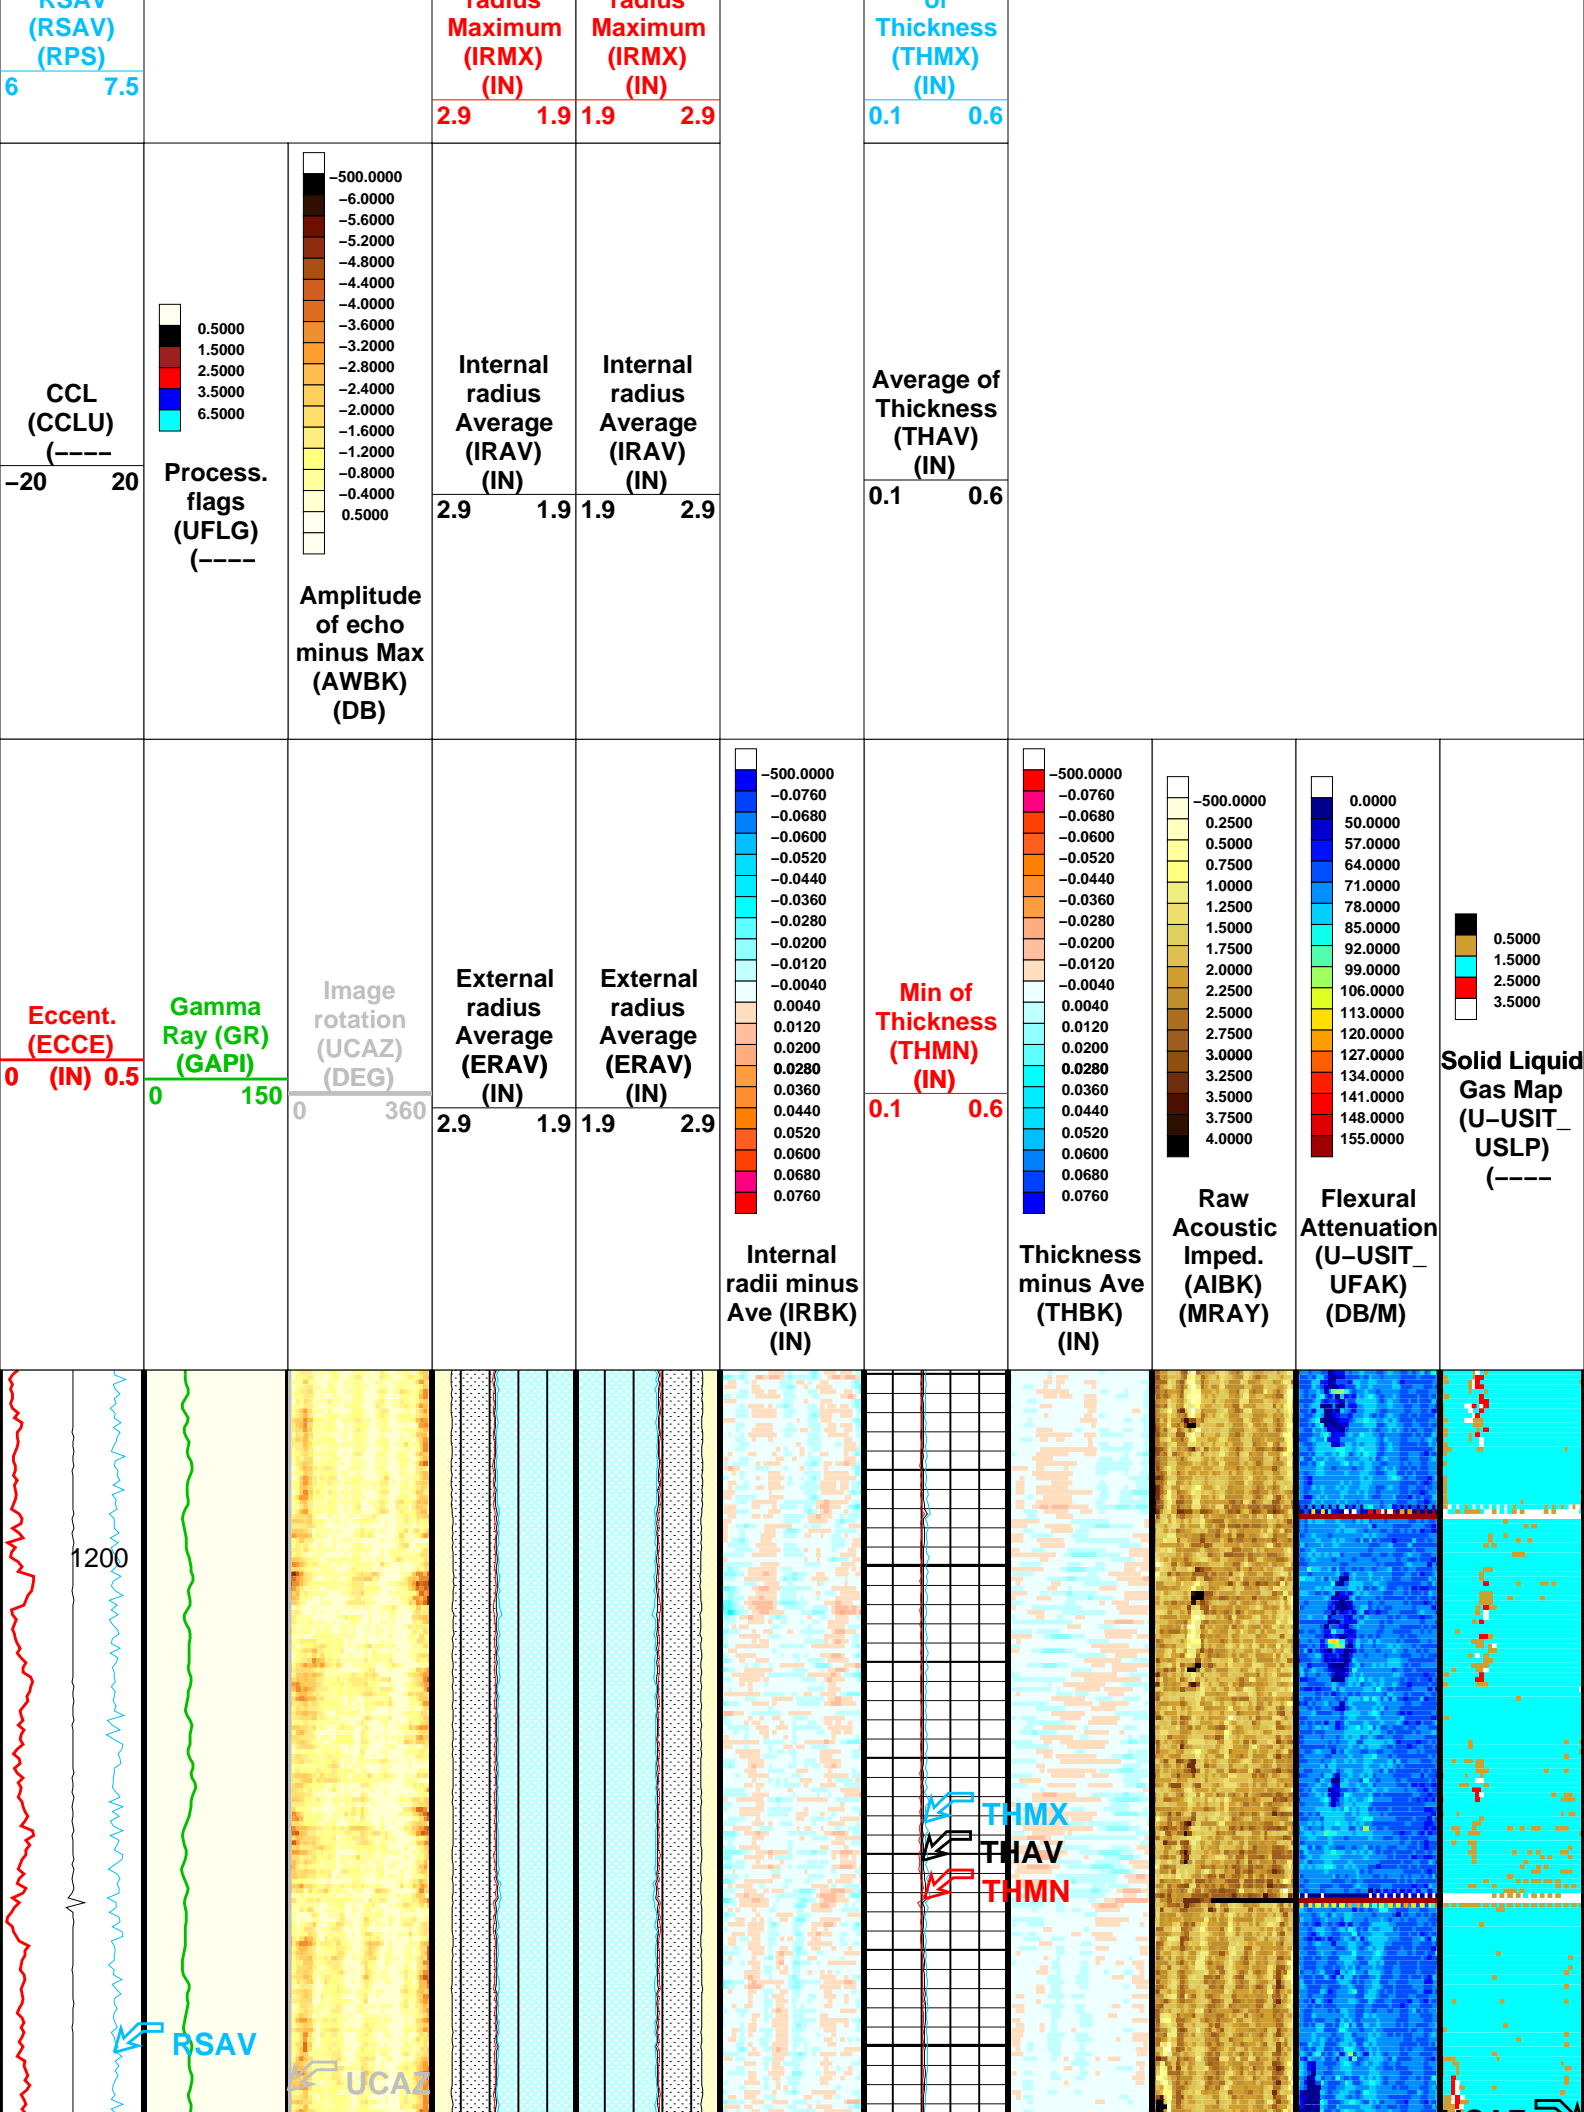 RSAV
(RSAV)
(RPS)
6 7.5
radius
Maximum
(IRMX)
(IN)
2.9 1.9
radius
Maximum
(IRMX)
(IN)
1.9 2.9
of
Thickness
(THMX)
(IN)
0.1 0.6
CCL
(CCLU)
(----
-20 20
0.5000
1.5000
2.5000
3.5000
6.5000
Process.
flags
(UFLG)
(----
-500.0000
-6.0000
-5.6000
-5.2000
-4.8000
-4.4000
-4.0000
-3.6000
-3.2000
-2.8000
-2.4000
-2.0000
-1.6000
-1.2000
-0.8000
-0.4000
0.5000
Amplitude
of echo
minus Max
(AWBK)
(DB)
Internal
radius
Average
(IRAV)
(IN)
2.9 1.9
Internal
radius
Average
(IRAV)
(IN)
1.9 2.9
Average of
Thickness
(THAV)
(IN)
0.1 0.6
Eccent.
(ECCE)
0 (IN) 0.5
Gamma
Ray (GR)
(GAPI)
0 150
Image
rotation
(UCAZ)
(DEG)
0 360
External
radius
Average
(ERAV)
(IN)
2.9 1.9
External
radius
Average
(ERAV)
(IN)
1.9 2.9
-500.0000
-0.0760
-0.0680
-0.0600
-0.0520
-0.0440
-0.0360
-0.0280
-0.0200
-0.0120
-0.0040
0.0040
0.0120
0.0200
0.0280
0.0360
0.0440
0.0520
0.0600
0.0680
0.0760
Internal
radii minus
Ave (IRBK)
(IN)
Min of
Thickness
(THMN)
(IN)
0.1 0.6
-500.0000
-0.0760
-0.0680
-0.0600
-0.0520
-0.0440
-0.0360
-0.0280
-0.0200
-0.0120
-0.0040
0.0040
0.0120
0.0200
0.0280
0.0360
0.0440
0.0520
0.0600
0.0680
0.0760
Thickness
minus Ave
(THBK)
(IN)
-500.0000
0.2500
0.5000
0.7500
1.0000
1.2500
1.5000
1.7500
2.0000
2.2500
2.5000
2.7500
3.0000
3.2500
3.5000
3.7500
4.0000
Raw
Acoustic
Imped.
(AIBK)
(MRAY)
0.0000
50.0000
57.0000
64.0000
71.0000
78.0000
85.0000
92.0000
99.0000
106.0000
113.0000
120.0000
127.0000
134.0000
141.0000
148.0000
155.0000
Flexural
Attenuation
(U-USIT_
UFAK)
(DB/M)
0.5000
1.5000
2.5000
3.5000
Solid Liquid
Gas Map
(U-USIT_
USLP)
(----
1200
THMX
THAV
THMN
RSAV
UCAZ